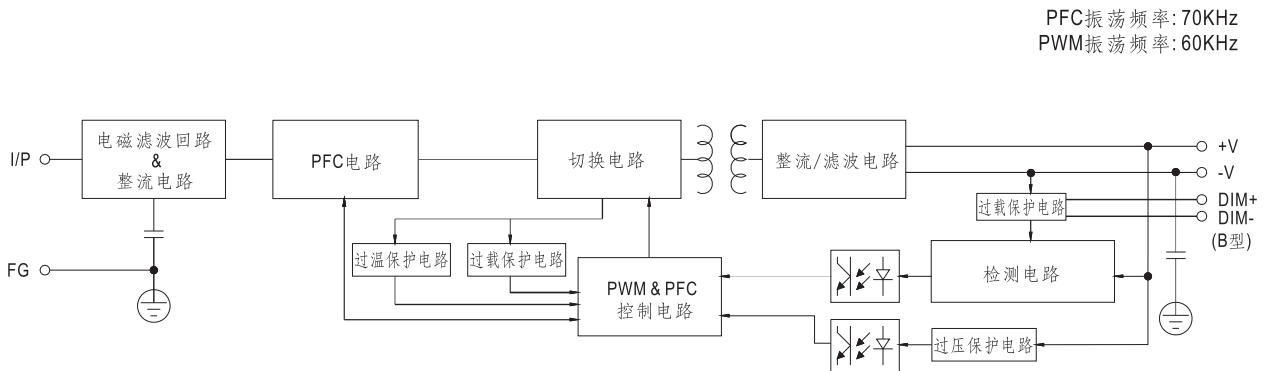 PFC振荡频率: 70KHz
PWM振荡频率: 60KHz
I/P
电磁滤波回路
&
整流电路
PFC电路
切换电路
整流/滤波电路
+V
-V
过载保护电路
DIM+
DIM-
(B型)
FG
过温保护电路
过载保护电路
PWM & PFC
控制电路
检测电路
过压保护电路